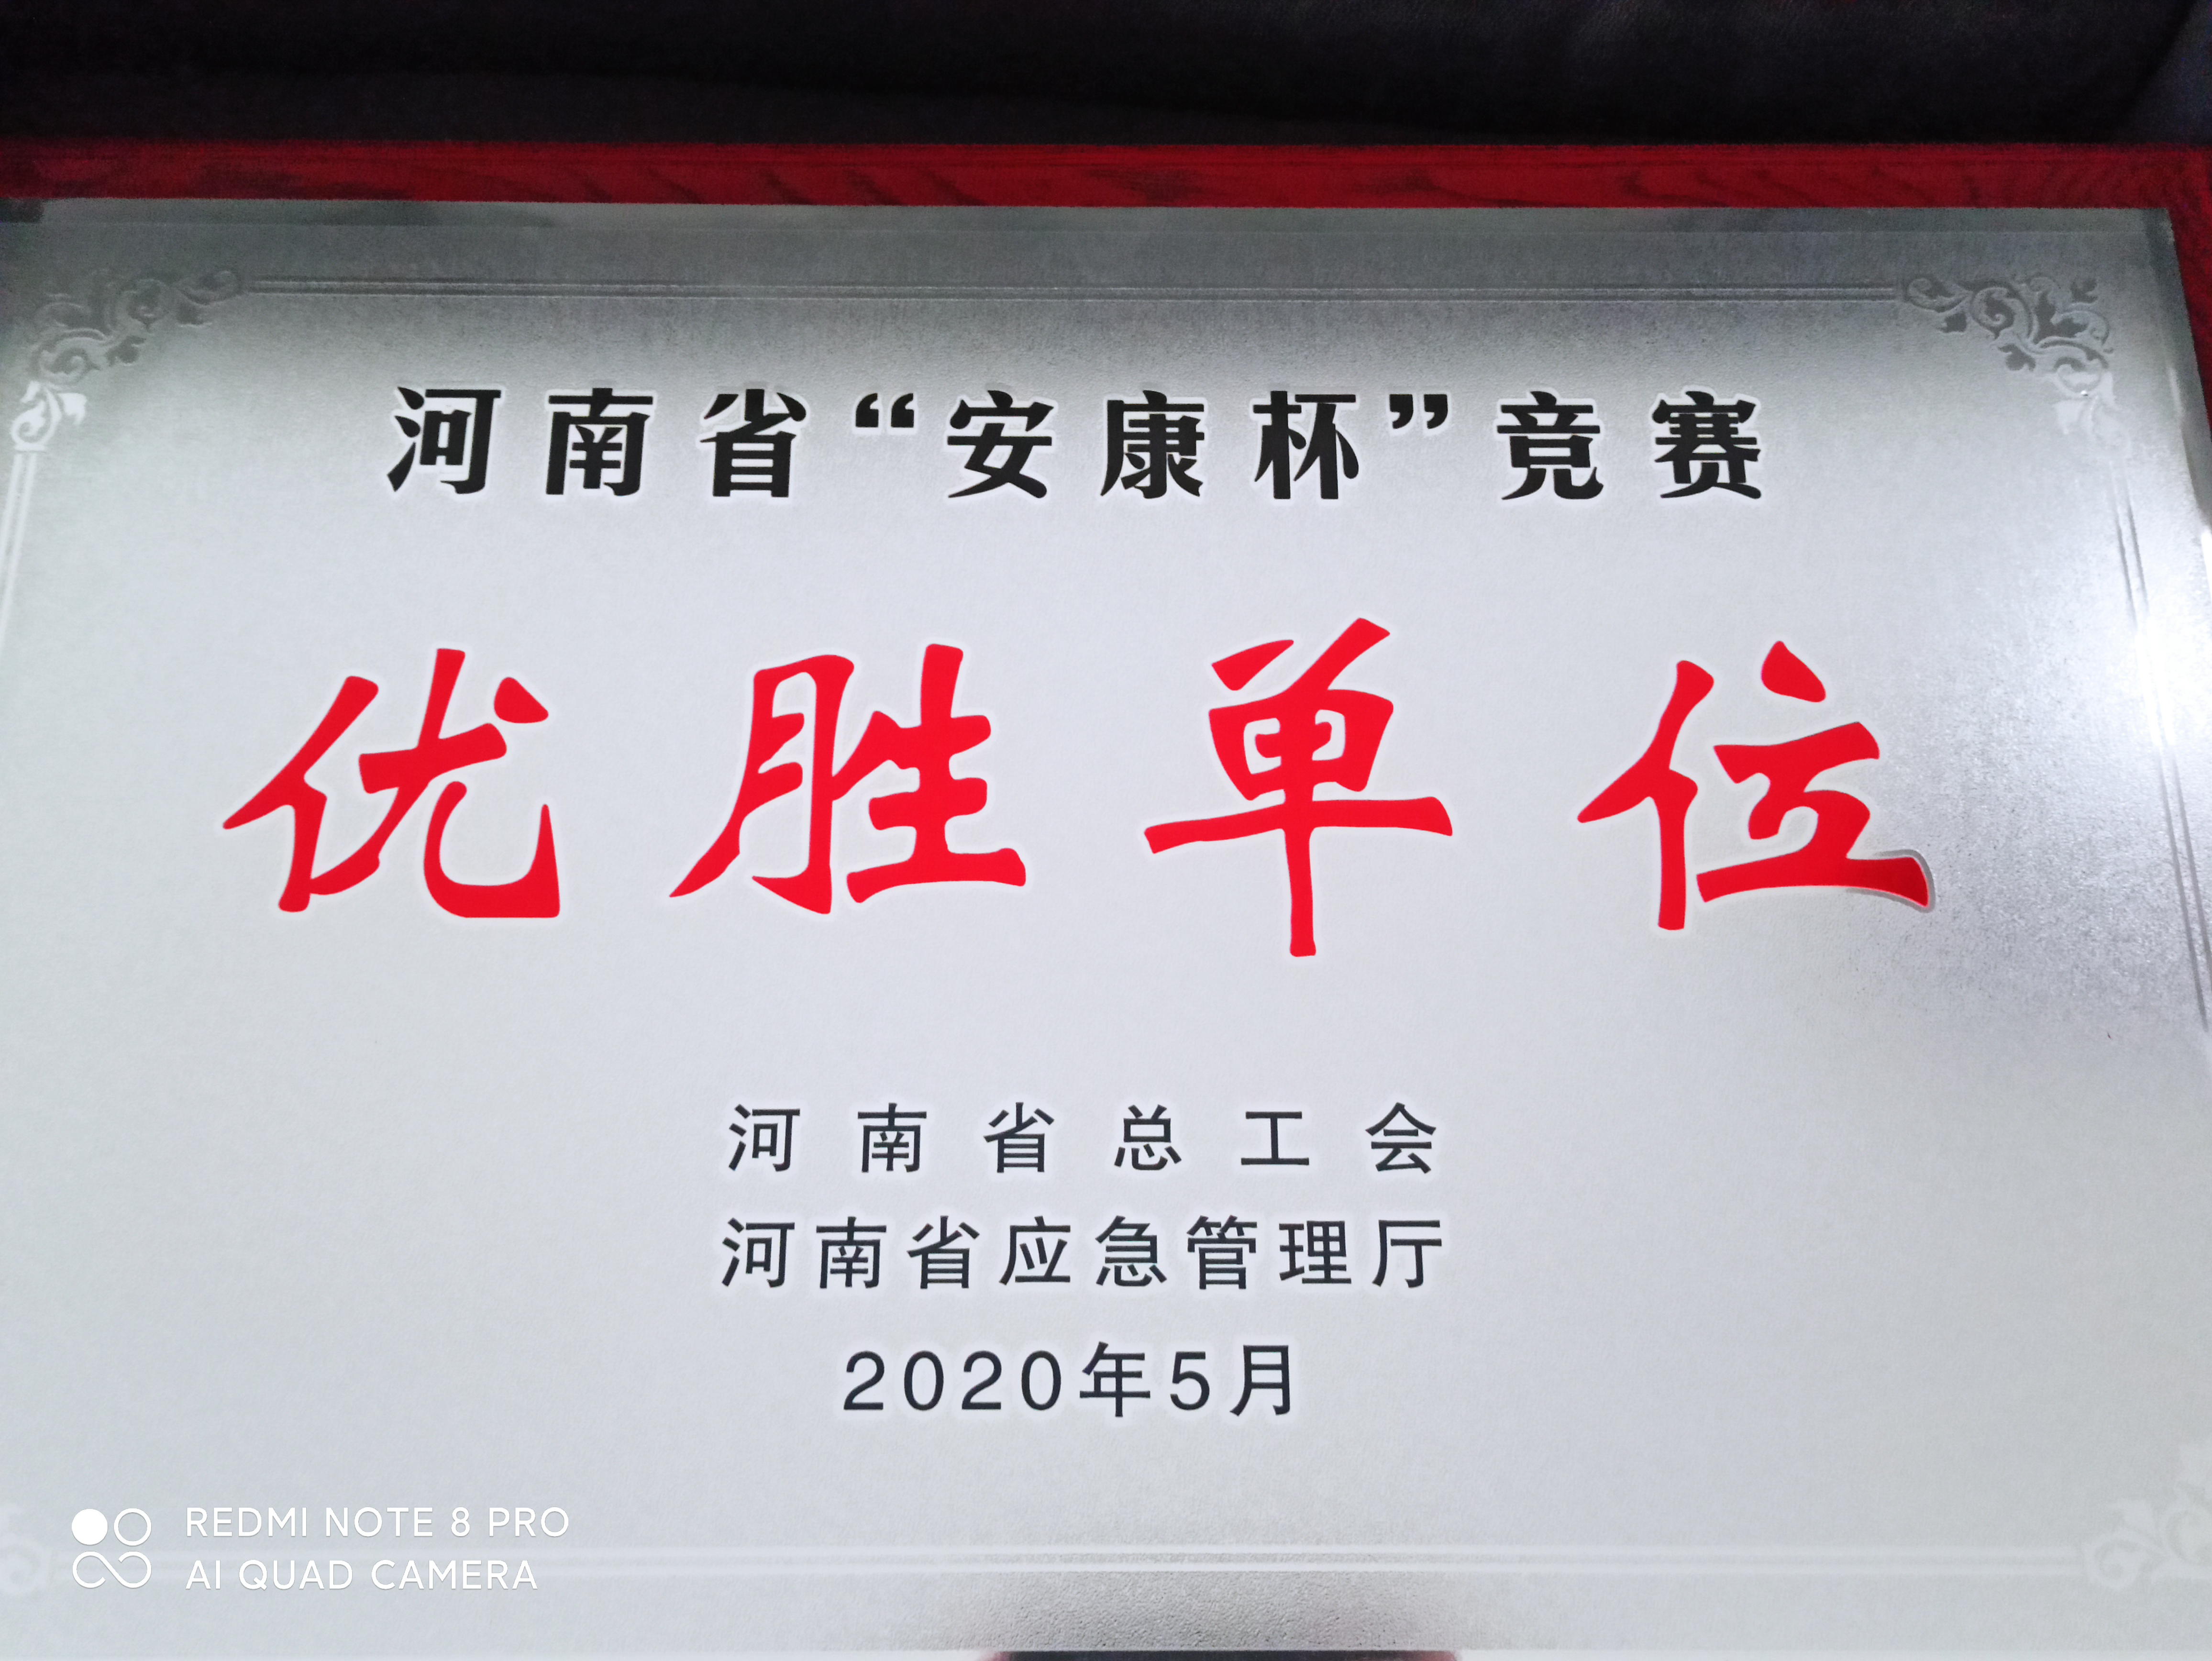 河南省“安康杯”竞赛
优胜单位
河南省总工会
河南省应急管理厅
2020年5月
REDMI NOTE 8 PRO
AI QUAD CAMERA